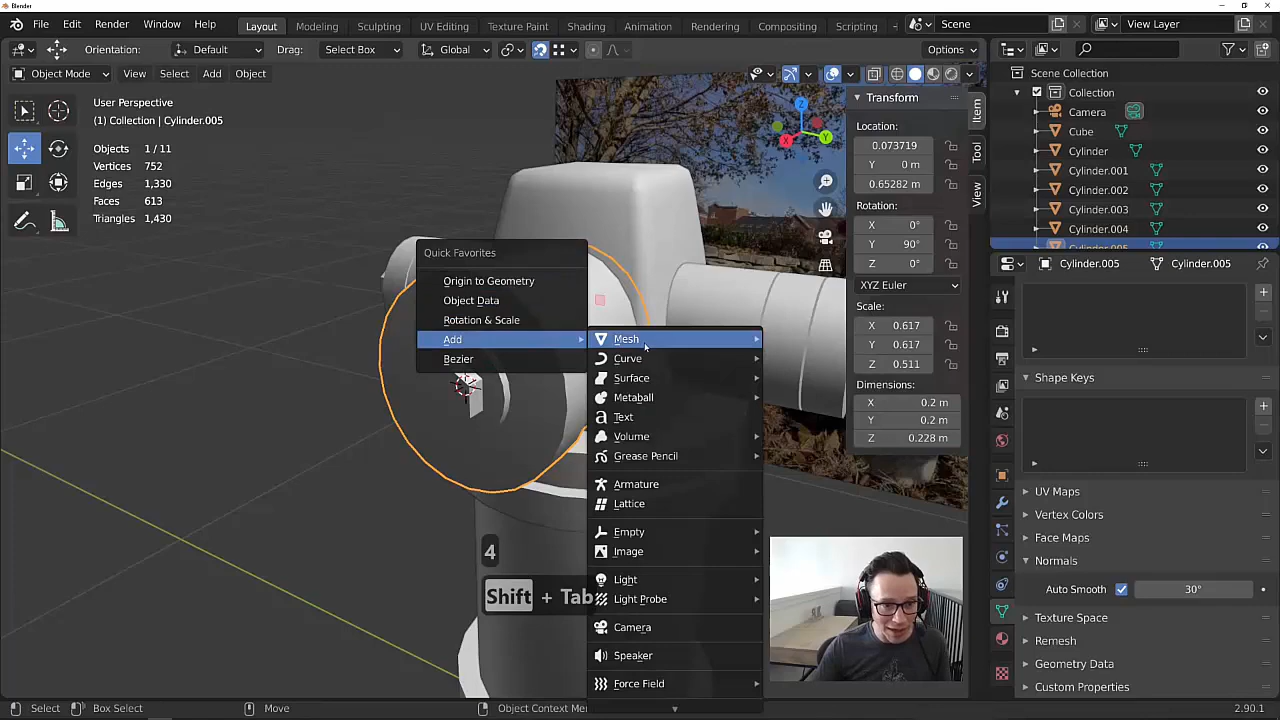 Blender
File Edit Render Window Help Layout Modeling Sculpting UV Editing Texture Paint Shading Animation Rendering Compositing Scripting + Scene View Layer
Orientation: Default Drag: Select Box Global Options
Object Mode View Select Add Object
User Perspective
(1) Collection | Cylinder.005
Objects 1 / 11
Vertices 752
Edges 1,330
Faces 613
Triangles 1,430
Z
Y
X
Quick Favorites
Origin to Geometry
Object Data
Rotation & Scale
Add
Bezier
Mesh
Curve
Surface
Metaball
Text
Volume
Grease Pencil
Armature
Lattice
Empty
Image
Light
Light Probe
Camera
Speaker
Force Field
4
Shift + Tab
Transform
Location:
0.073719
Y 0 m
0.65282 m
Rotation:
X 0°
Y 90°
Z 0°
XYZ Euler
Scale:
X 0.617
Y 0.617
Z 0.511
Dimensions:
X 0.2 m
Y 0.2 m
Z 0.228 m
Item
Tool
View
Scene Collection
Collection
Camera
Cube
Cylinder
Cylinder.001
Cylinder.002
Cylinder.003
Cylinder.004
Cylinder.005
Cylinder.005 Cylinder.005
Shape Keys
UV Maps
Vertex Colors
Face Maps
Normals
Auto Smooth 30°
Texture Space
Remesh
Geometry Data
Custom Properties
Select Box Select Move Object Context Me 2.90.1